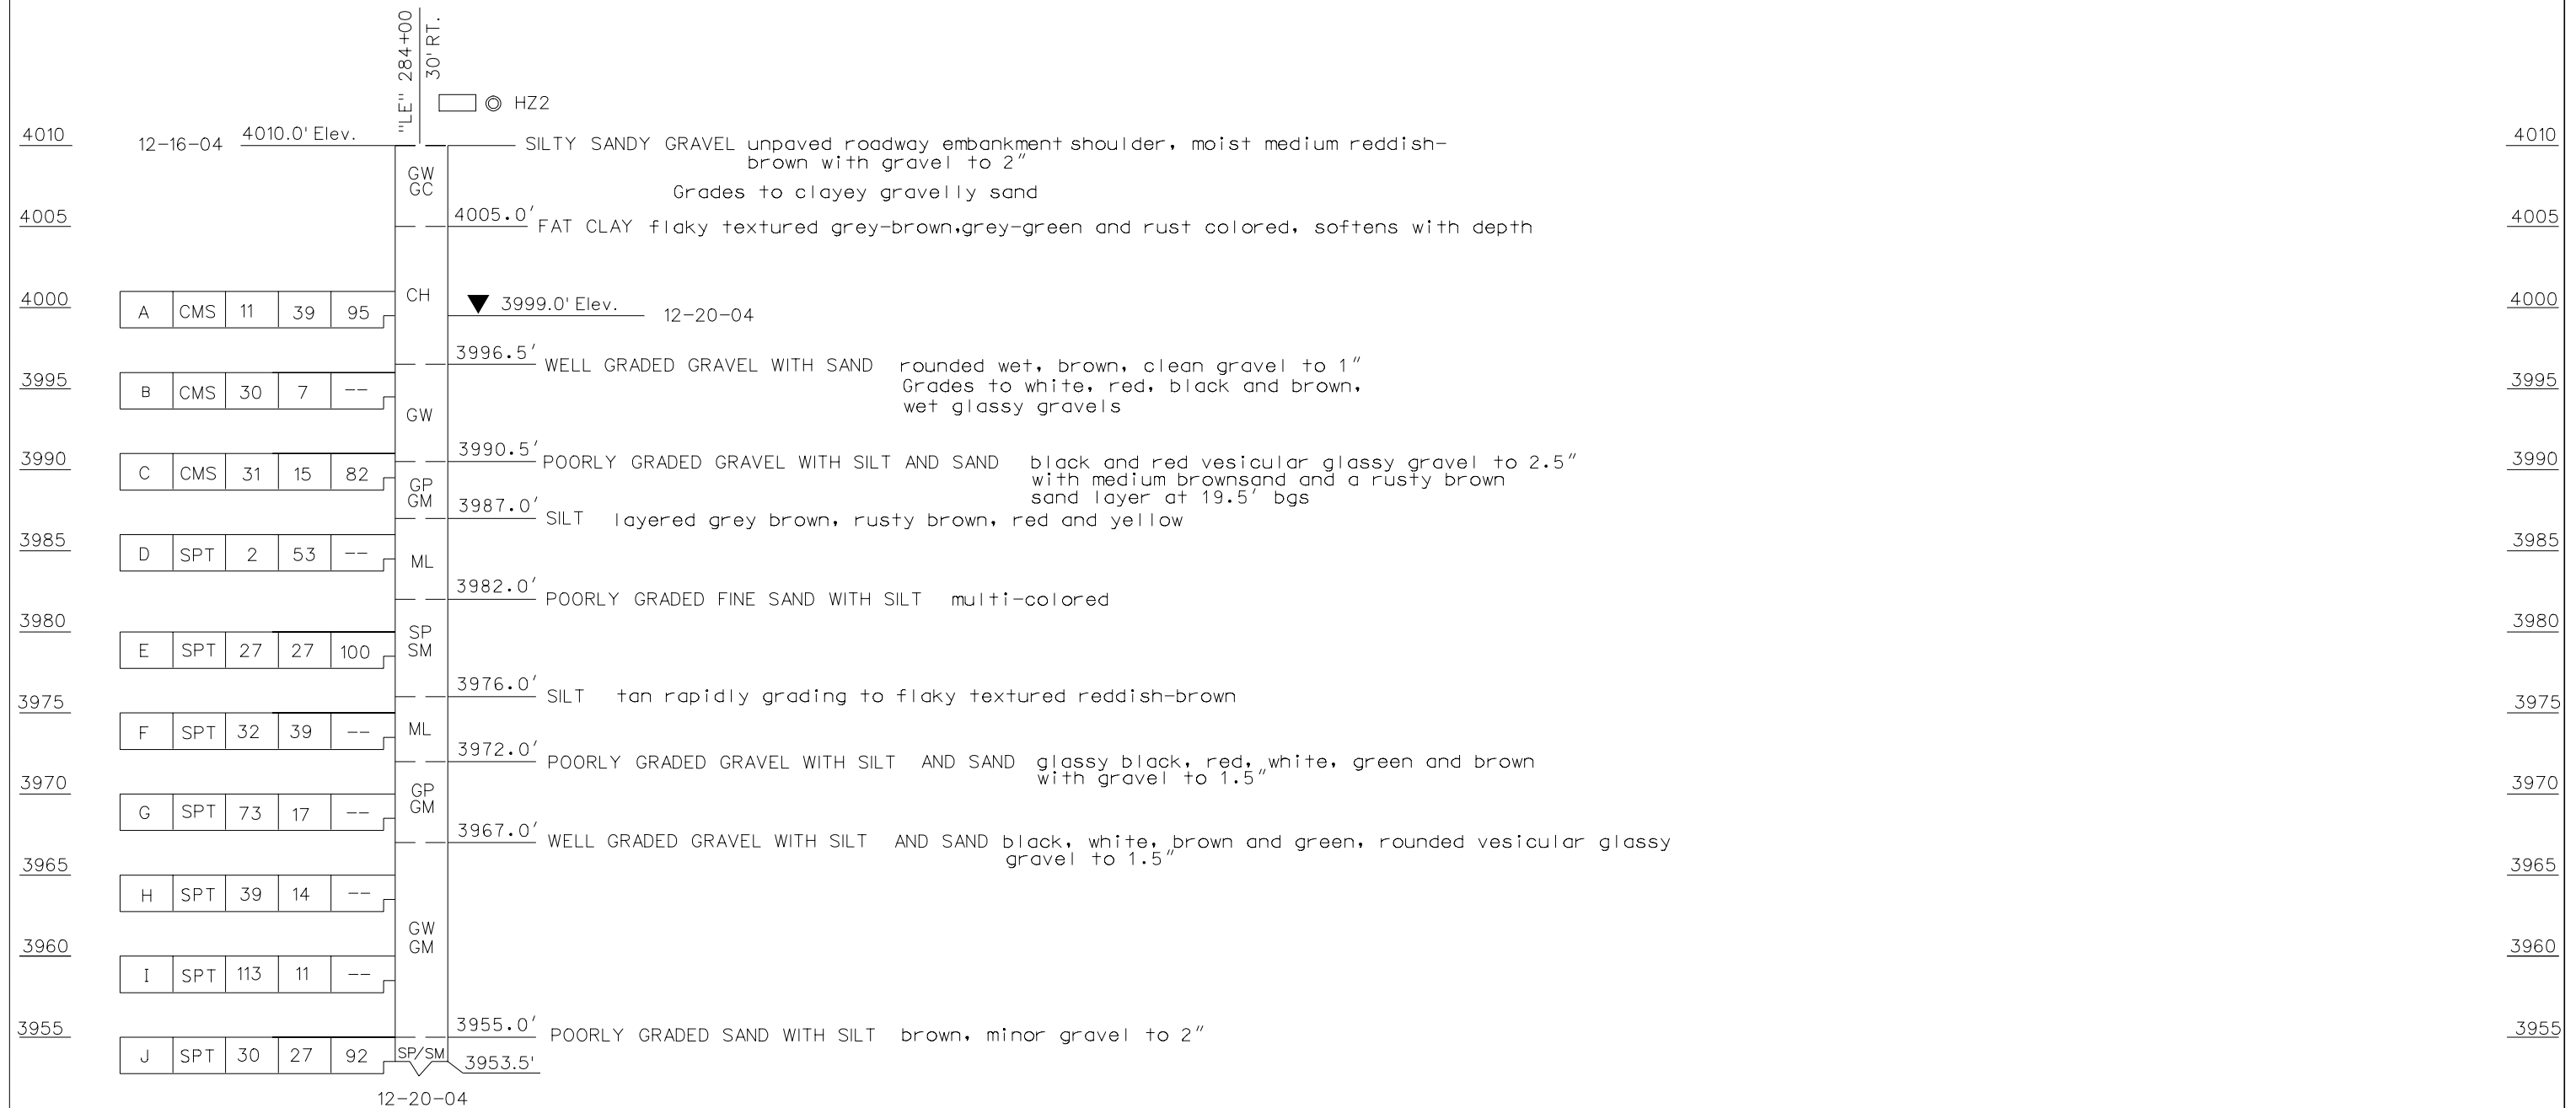 "LE" 284+00
30' RT.
HZ2
4010
12-16-04
4010.0' Elev.
SILTY SANDY GRAVEL unpaved roadway embankment shoulder, moist medium reddish-
brown with gravel to 2"
4010
GW
GC
Grades to clayey gravelly sand
4005
4005.0'
FAT CLAY flaky textured grey-brown,grey-green and rust colored, softens with depth
4005
4000
A CMS 11 39 95
CH
3999.0' Elev.
12-20-04
4000
3996.5'
WELL GRADED GRAVEL WITH SAND rounded wet, brown, clean gravel to 1"
Grades to white, red, black and brown,
wet glassy gravels
3995
B CMS 30 7 --
GW
3995
3990.5'
POORLY GRADED GRAVEL WITH SILT AND SAND black and red vesicular glassy gravel to 2.5"
with medium brownsand and a rusty brown
sand layer at 19.5' bgs
3990
C CMS 31 15 82
GP
GM
3990
3987.0'
SILT layered grey brown, rusty brown, red and yellow
3985
D SPT 2 53 --
ML
3985
3982.0'
POORLY GRADED FINE SAND WITH SILT multi-colored
3980
E SPT 27 27 100
SP
SM
3980
3976.0'
SILT tan rapidly grading to flaky textured reddish-brown
3975
F SPT 32 39 --
ML
3975
3972.0'
POORLY GRADED GRAVEL WITH SILT AND SAND glassy black, red, white, green and brown
with gravel to 1.5"
3970
G SPT 73 17 --
GP
GM
3970
3967.0'
WELL GRADED GRAVEL WITH SILT AND SAND black, white, brown and green, rounded vesicular glassy
gravel to 1.5"
3965
H SPT 39 14 --
3965
GW
GM
3960
I SPT 113 11 --
3960
3955
3955.0'
POORLY GRADED SAND WITH SILT brown, minor gravel to 2"
3955
J SPT 30 27 92
SP/SM
3953.5'
12-20-04